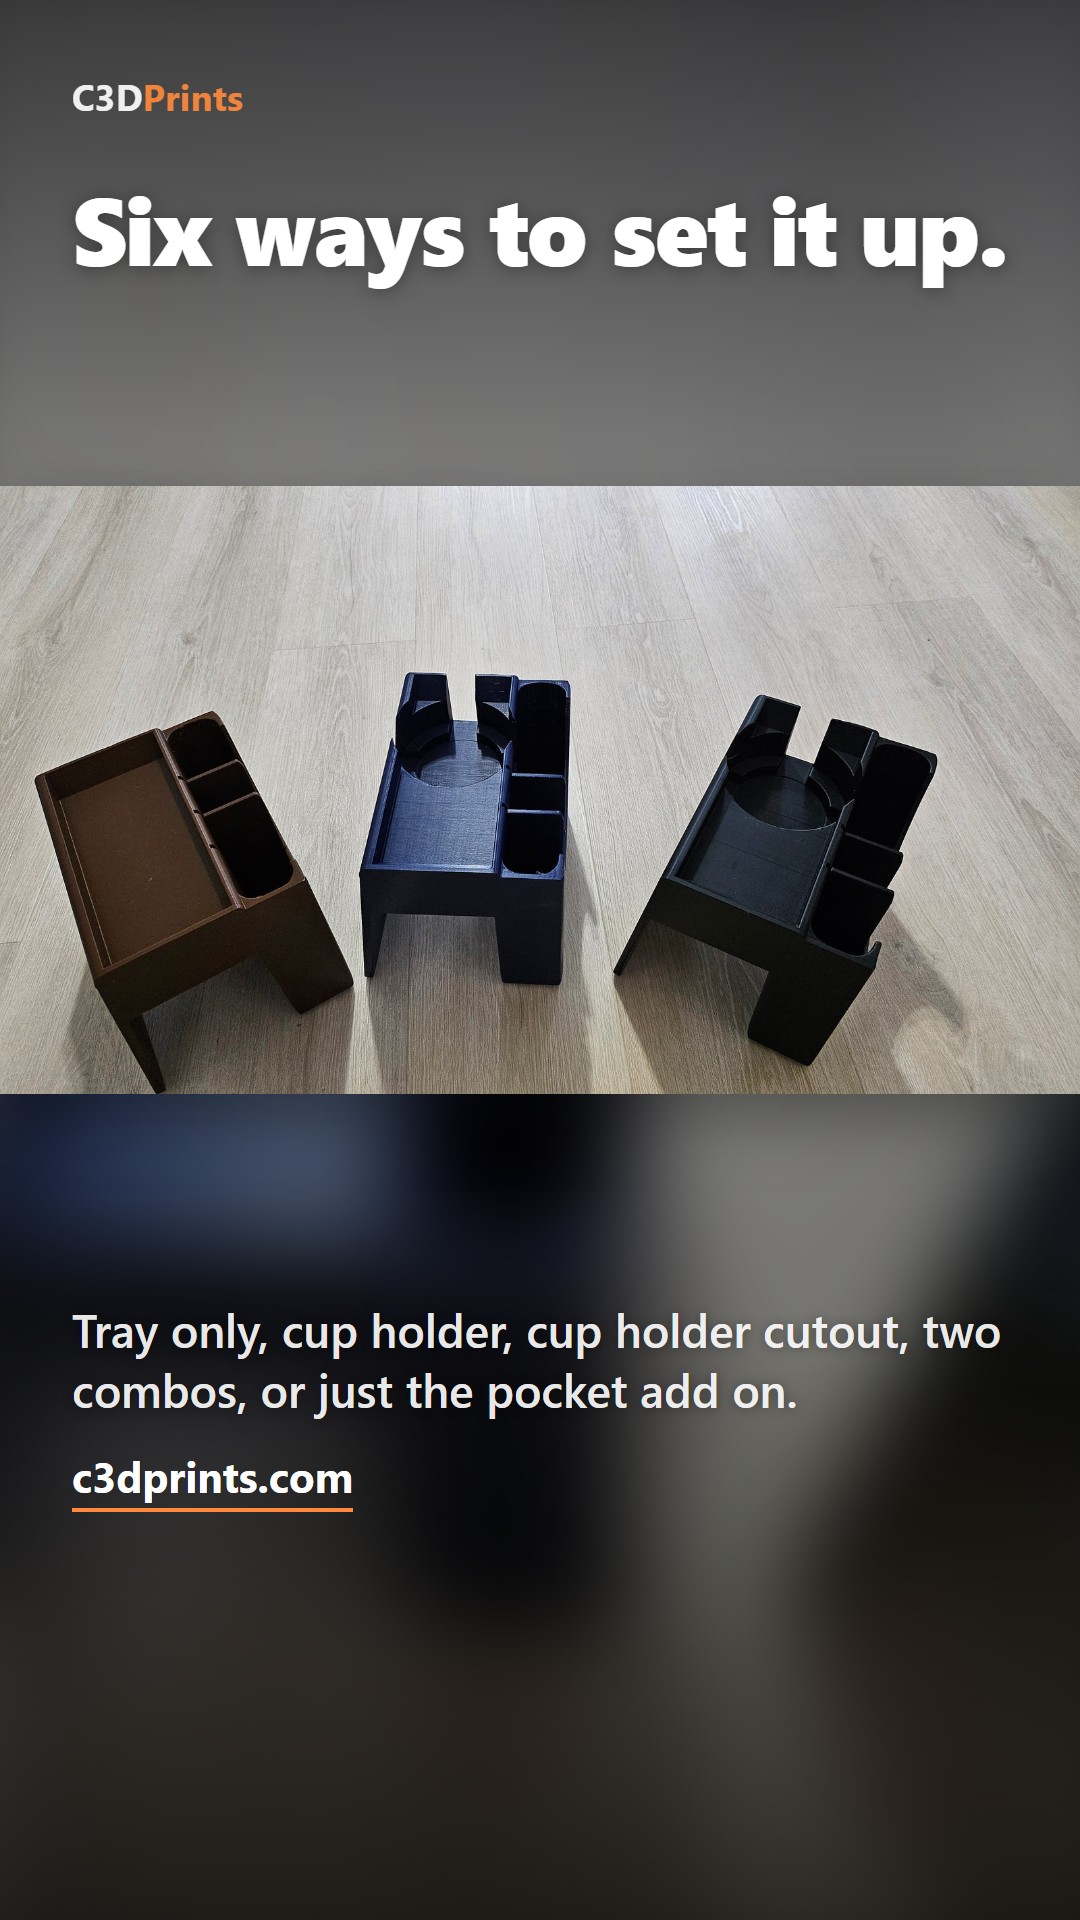 C3DPrints
Six ways to set it up.
Tray only, cup holder, cup holder cutout, two
combos, or just the pocket add on.
c3dprints.com